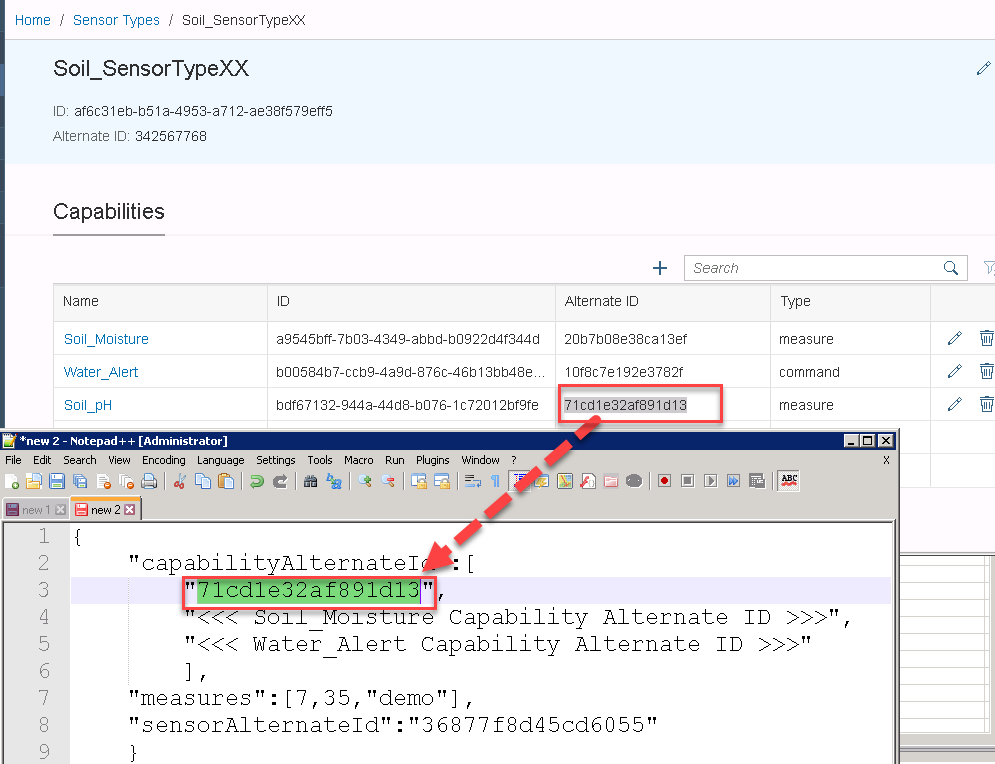 Home / Sensor Types / Soil_SensorTypeXX
Soil_SensorTypeXX
ID: af6c31eb-b51a-4953-a712-ae38f579eff5
Alternate ID: 342567768
Capabilities
Search
Name ID Alternate ID Type
Soil_Moisture a9545bff-7b03-4349-abbd-b0922d4f344d 20b7b08e38ca13ef measure
Water_Alert b00584b7-ccb9-4a9d-876c-46b13bb48e... 10f8c7e192e3782f command
Soil_pH bdf67132-944a-44d8-b076-1c72012bf9fe 71cd1e32af891d13 measure
*new 2 - Notepad++ [Administrator]
File Edit Search View Encoding Language Settings Tools Macro Run Plugins Window ? X
ABC
new 1 new 2
1 {
2 "capabilityAlternateId":[
3 "71cd1e32af891d13",
4 "<<< Soil_Moisture Capability Alternate ID >>>",
5 "<<< Water_Alert Capability Alternate ID >>>"
6 ],
7 "measures":[7,35,"demo"],
8 "sensorAlternateId":"36877f8d45cd6055"
9 }